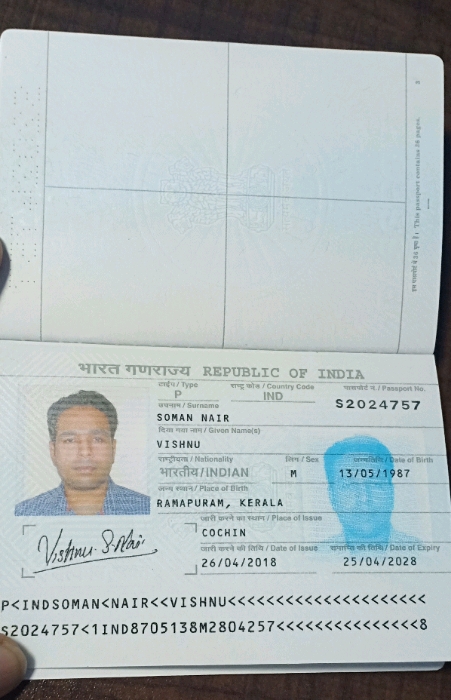 इस पासपोर्ट में 36 पृष्ठ हैं। This passport contains 36 pages.
भारत गणराज्य REPUBLIC OF INDIA
टाईप / Type
राष्ट्र कोड / Country Code
पासपोर्ट नं. / Passport No.
P
IND
S2024757
उपनाम / Surname
SOMAN NAIR
दिया गया नाम / Given Name(s)
VISHNU
राष्ट्रीयता / Nationality
लिंग / Sex
जन्मतिथि / Date of Birth
भारतीय/INDIAN
M
13/05/1987
जन्म स्थान / Place of Birth
RAMAPURAM, KERALA
जारी करने का स्थान / Place of Issue
COCHIN
जारी करने की तिथि / Date of Issue
समाप्ति की तिथि / Date of Expiry
26/04/2018
25/04/2028
Vishnu. S. Nair
P<INDSOMAN<NAIR<<VISHNU<<<<<<<<<<<<<<<<<<<<<
S2024757<1IND8705138M2804257<<<<<<<<<<<<<<<8